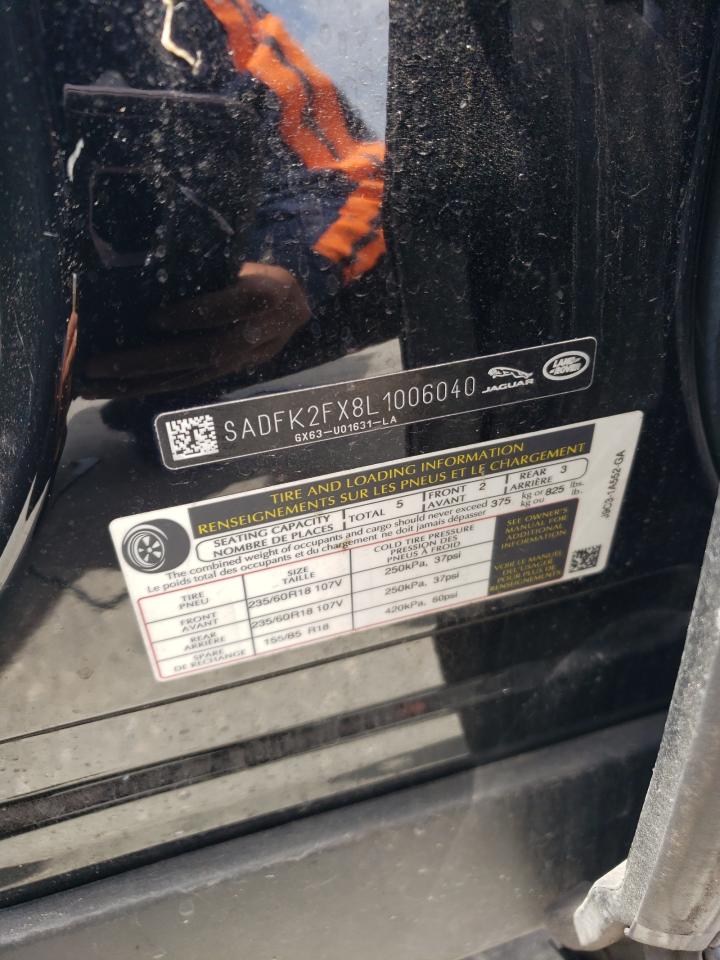 SADFK2FX8L1006040 JAGUAR LAND ROVER
GX63-U01631-LA
TIRE AND LOADING INFORMATION
RENSEIGNEMENTS SUR LES PNEUS ET LE CHARGEMENT
SEATING CAPACITY
NOMBRE DE PLACES
TOTAL 5
FRONT
AVANT 2
REAR
ARRIÈRE 3
The combined weight of occupants and cargo should never exceed
Le poids total des occupants et du chargement ne doit jamais dépasser
375 kg or 825 lbs.
kg ou lb.
TIRE
PNEU
SIZE
TAILLE
COLD TIRE PRESSURE
PRESSION DES
PNEUS À FROID
FRONT
AVANT
235/60R18 107V
250kPa, 37psi
REAR
ARRIÈRE
235/60R18 107V
250kPa, 37psi
SPARE
DE RECHANGE
155/85 R18
420kPa, 60psi
SEE OWNER'S
MANUAL FOR
ADDITIONAL
INFORMATION
VOIR LE MANUEL
DE L'USAGER
POUR PLUS DE
RENSEIGNEMENTS
J9C3-1A552-GA